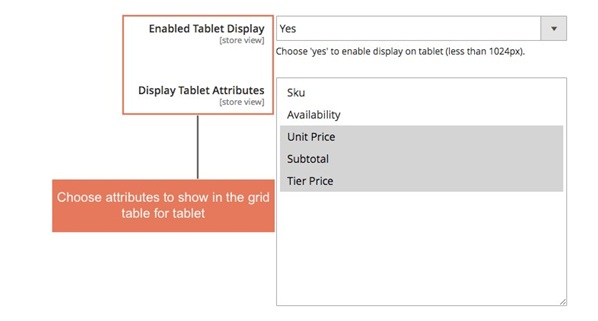 Enabled Tablet Display
[store view]
Yes
Choose 'yes' to enable display on tablet (less than 1024px).
Display Tablet Attributes
[store view]
Sku
Availability
Unit Price
Subtotal
Tier Price
Choose attributes to show in the grid
table for tablet